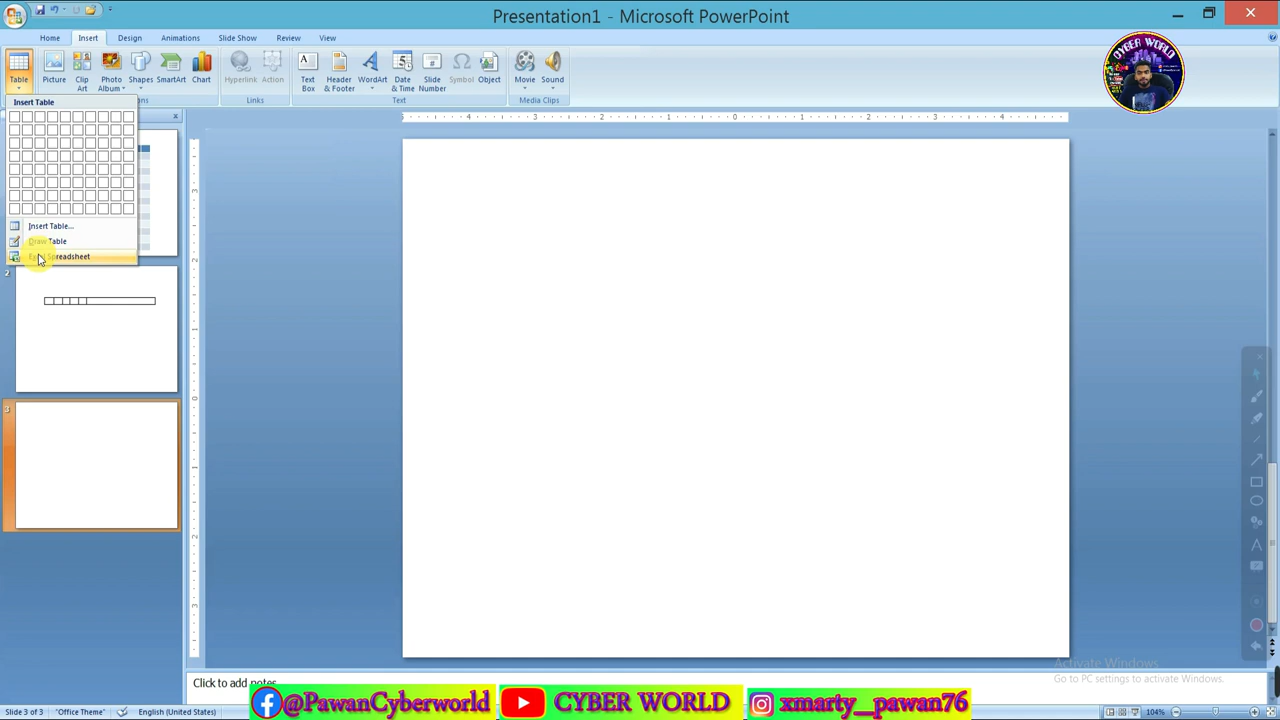 Presentation1 - Microsoft PowerPoint
Home Insert Design Animations Slide Show Review View
CYBER WORLD
Table Picture Clip Art Photo Album Shapes SmartArt Chart Hyperlink Action Text Box Header & Footer WordArt Date & Time Slide Number Symbol Object Movie Sound
Links Text Media Clips
Insert Table
Insert Table...
Draw Table
Spreadsheet
2
3
Activate Windows
Go to PC settings to activate Windows.
Click to add notes
@PawanCyberworld CYBER WORLD xmarty_pawan76
Slide 3 of 3 "Office Theme" English (United States) 104%